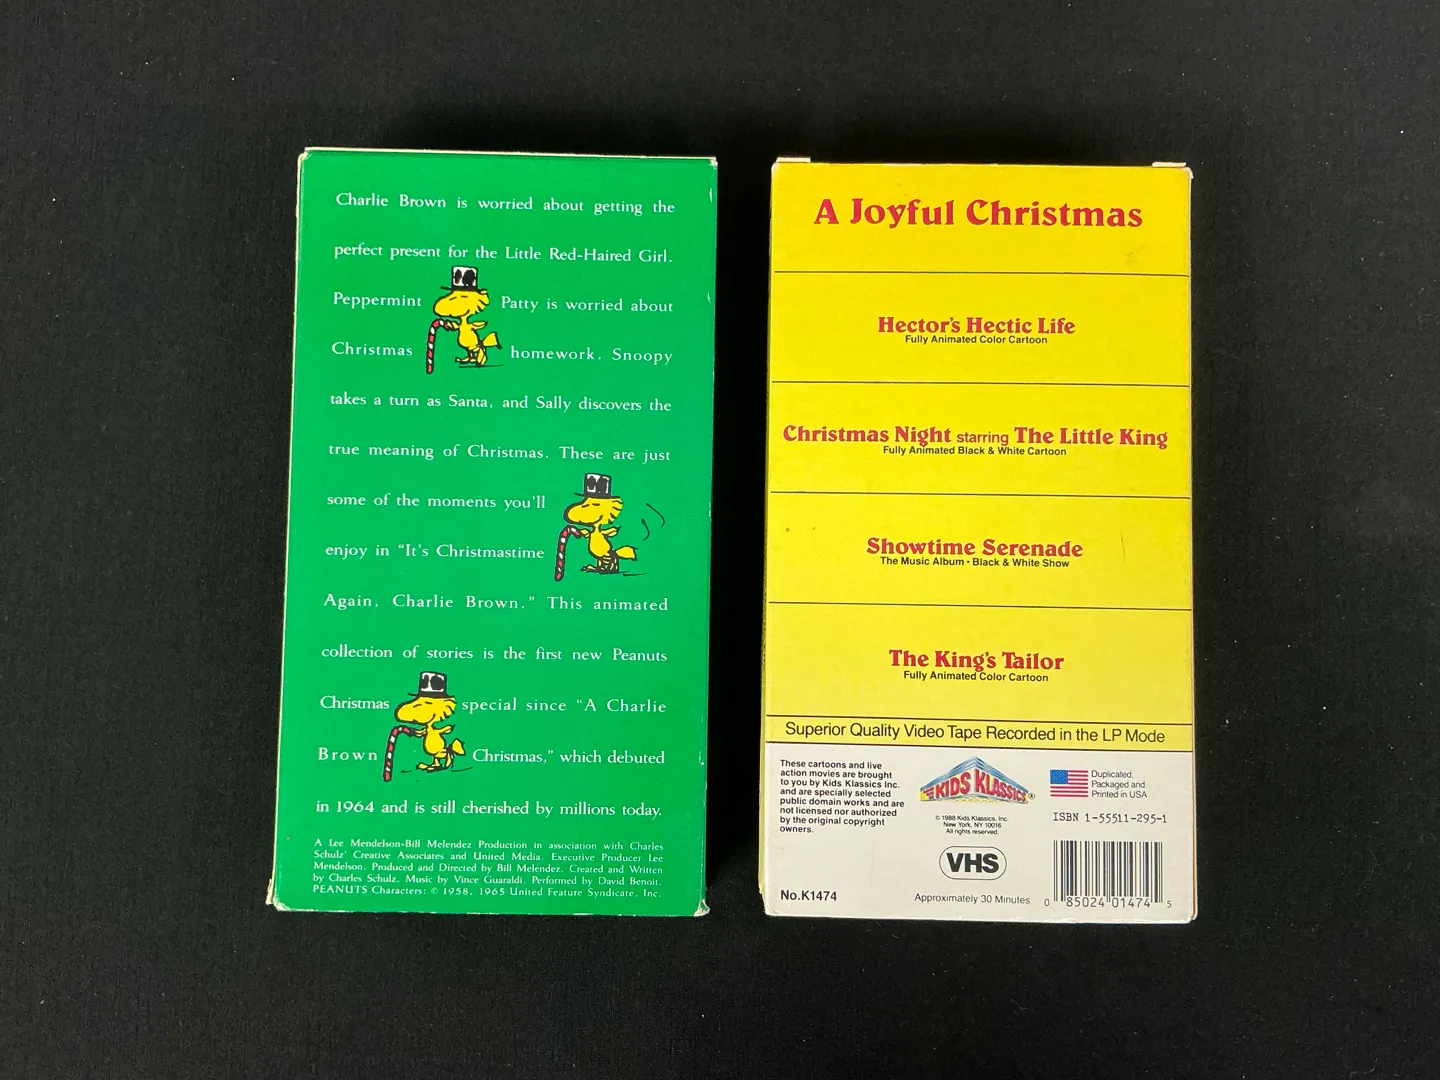 Charlie Brown is worried about getting the
perfect present for the Little Red-Haired Girl.
Peppermint Patty is worried about
Christmas homework. Snoopy
takes a turn as Santa, and Sally discovers the
true meaning of Christmas. These are just
some of the moments you'll
enjoy in "It's Christmastime
Again, Charlie Brown." This animated
collection of stories is the first new Peanuts
Christmas special since "A Charlie
Brown Christmas," which debuted
in 1964 and is still cherished by millions today.
A Lee Mendelson-Bill Melendez Production in association with Charles
Schulz' Creative Associates and United Media. Executive Producer Lee
Mendelson. Produced and Directed by Bill Melendez. Created and Written
by Charles Schulz. Music by Vince Guaraldi. Performed by David Benoit.
PEANUTS Characters: © 1958, 1965 United Feature Syndicate, Inc.
A Joyful Christmas
Hector's Hectic Life
Fully Animated Color Cartoon
Christmas Night starring The Little King
Fully Animated Black & White Cartoon
Showtime Serenade
The Music Album • Black & White Show
The King's Tailor
Fully Animated Color Cartoon
Superior Quality Video Tape Recorded in the LP Mode
These cartoons and live
action movies are brought
to you by Kids Klassics Inc.
and are specially selected
public domain works and are
not licensed nor authorized
by the original copyright
owners.
No.K1474
KIDS KLASSICS®
© 1988 Kids Klassics, Inc.
New York, NY 10016
All rights reserved.
VHS
Approximately 30 Minutes
Duplicated,
Packaged and
Printed in USA
ISBN 1-55511-295-1
0 85024 01474 5